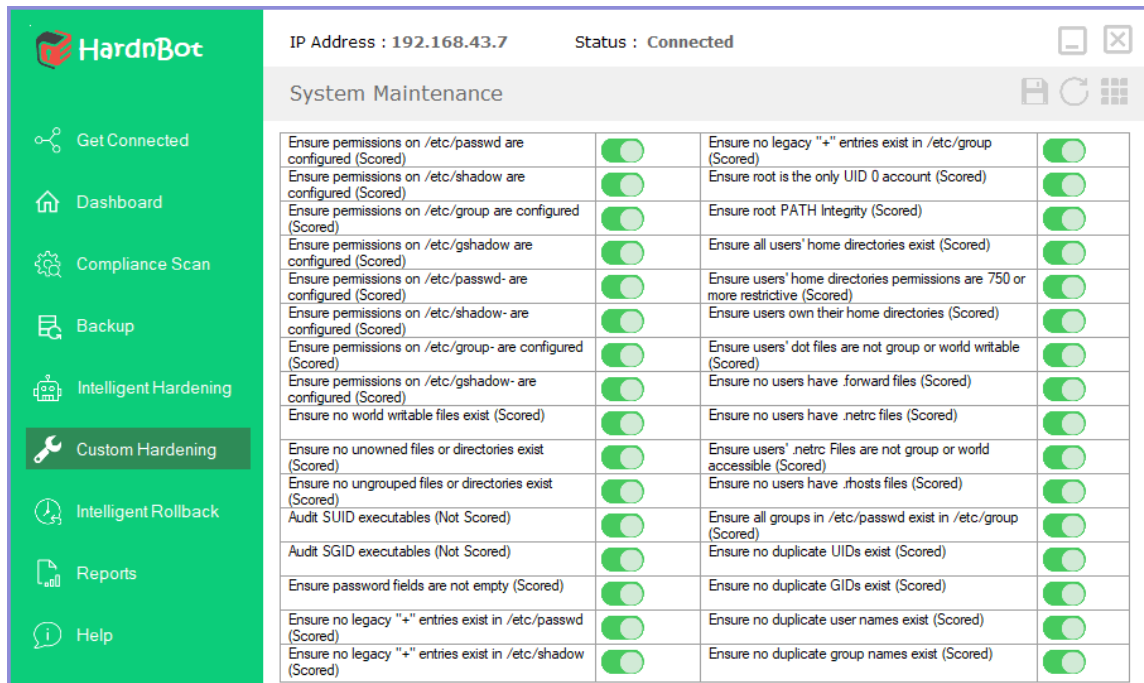 HardnBot
IP Address : 192.168.43.7
Status : Connected
System Maintenance
Get Connected
Dashboard
Compliance Scan
Backup
Intelligent Hardening
Custom Hardening
Intelligent Rollback
Reports
Help
Ensure permissions on /etc/passwd are
configured (Scored)
Ensure permissions on /etc/shadow are
configured (Scored)
Ensure permissions on /etc/group are configured
(Scored)
Ensure permissions on /etc/gshadow are
configured (Scored)
Ensure permissions on /etc/passwd- are
configured (Scored)
Ensure permissions on /etc/shadow- are
configured (Scored)
Ensure permissions on /etc/group- are configured
(Scored)
Ensure permissions on /etc/gshadow- are
configured (Scored)
Ensure no world writable files exist (Scored)
Ensure no unowned files or directories exist
(Scored)
Ensure no ungrouped files or directories exist
(Scored)
Audit SUID executables (Not Scored)
Audit SGID executables (Not Scored)
Ensure password fields are not empty (Scored)
Ensure no legacy "+" entries exist in /etc/passwd
(Scored)
Ensure no legacy "+" entries exist in /etc/shadow
(Scored)
Ensure no legacy "+" entries exist in /etc/group
(Scored)
Ensure root is the only UID 0 account (Scored)
Ensure root PATH Integrity (Scored)
Ensure all users' home directories exist (Scored)
Ensure users' home directories permissions are 750 or
more restrictive (Scored)
Ensure users own their home directories (Scored)
Ensure users' dot files are not group or world writable
(Scored)
Ensure no users have .forward files (Scored)
Ensure no users have .netrc files (Scored)
Ensure users' .netrc Files are not group or world
accessible (Scored)
Ensure no users have .rhosts files (Scored)
Ensure all groups in /etc/passwd exist in /etc/group
(Scored)
Ensure no duplicate UIDs exist (Scored)
Ensure no duplicate GIDs exist (Scored)
Ensure no duplicate user names exist (Scored)
Ensure no duplicate group names exist (Scored)